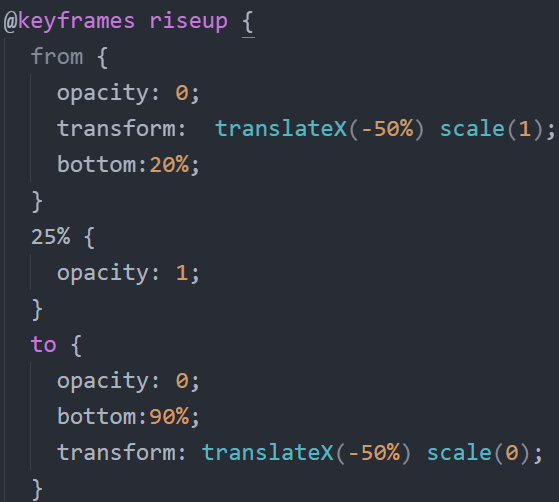 @keyframes riseup {
  from {
    opacity: 0;
    transform:  translateX(-50%) scale(1);
    bottom:20%;
  }
  25% {
    opacity: 1;
  }
  to {
    opacity: 0;
    bottom:90%;
    transform: translateX(-50%) scale(0);
  }